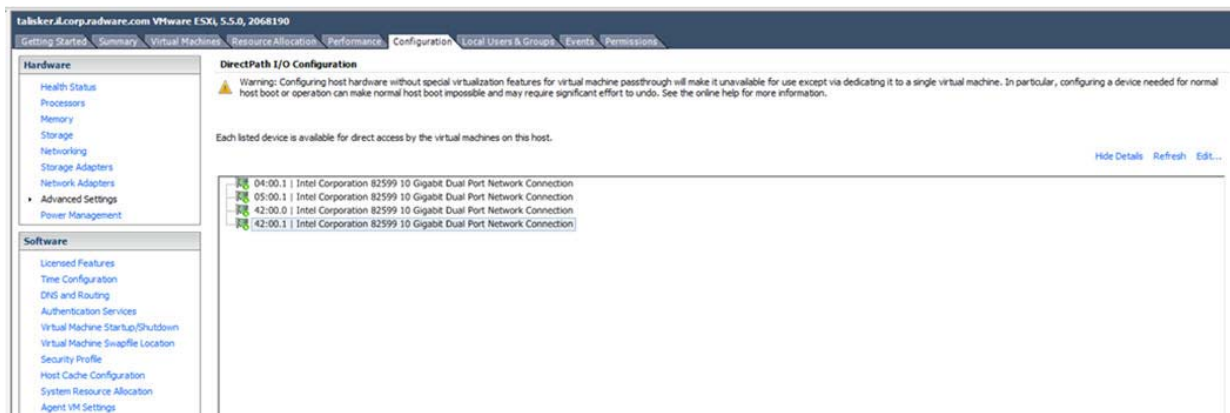 talisker.il.corp.radware.com VMware ESXi, 5.5.0, 2068190
Getting Started Summary Virtual Machines Resource Allocation Performance Configuration Local Users & Groups Events Permissions
Hardware
Health Status
Processors
Memory
Storage
Networking
Storage Adapters
Network Adapters
Advanced Settings
Power Management
Software
Licensed Features
Time Configuration
DNS and Routing
Authentication Services
Virtual Machine Startup/Shutdown
Virtual Machine Swapfile Location
Security Profile
Host Cache Configuration
System Resource Allocation
Agent VM Settings
DirectPath I/O Configuration
Warning: Configuring host hardware without special virtualization features for virtual machine passthrough will make it unavailable for use except via dedicating it to a single virtual machine. In particular, configuring a device needed for normal
host boot or operation can make normal host boot impossible and may require significant effort to undo. See the online help for more information.
Each listed device is available for direct access by the virtual machines on this host.
Hide Details Refresh Edit...
04:00.1 | Intel Corporation 82599 10 Gigabit Dual Port Network Connection
05:00.1 | Intel Corporation 82599 10 Gigabit Dual Port Network Connection
42:00.0 | Intel Corporation 82599 10 Gigabit Dual Port Network Connection
42:00.1 | Intel Corporation 82599 10 Gigabit Dual Port Network Connection